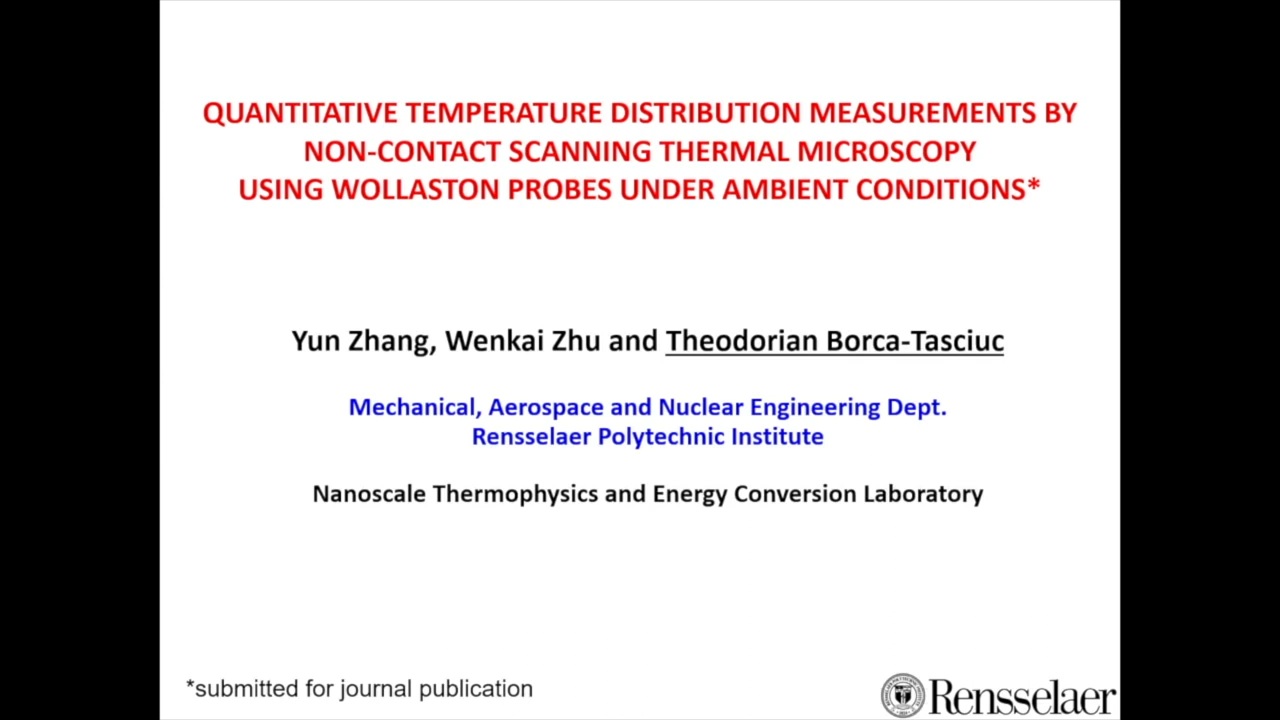 QUANTITATIVE TEMPERATURE DISTRIBUTION MEASUREMENTS BY
NON-CONTACT SCANNING THERMAL MICROSCOPY
USING WOLLASTON PROBES UNDER AMBIENT CONDITIONS*
Yun Zhang, Wenkai Zhu and Theodorian Borca-Tasciuc
Mechanical, Aerospace and Nuclear Engineering Dept.
Rensselaer Polytechnic Institute
Nanoscale Thermophysics and Energy Conversion Laboratory
*submitted for journal publication
Rensselaer